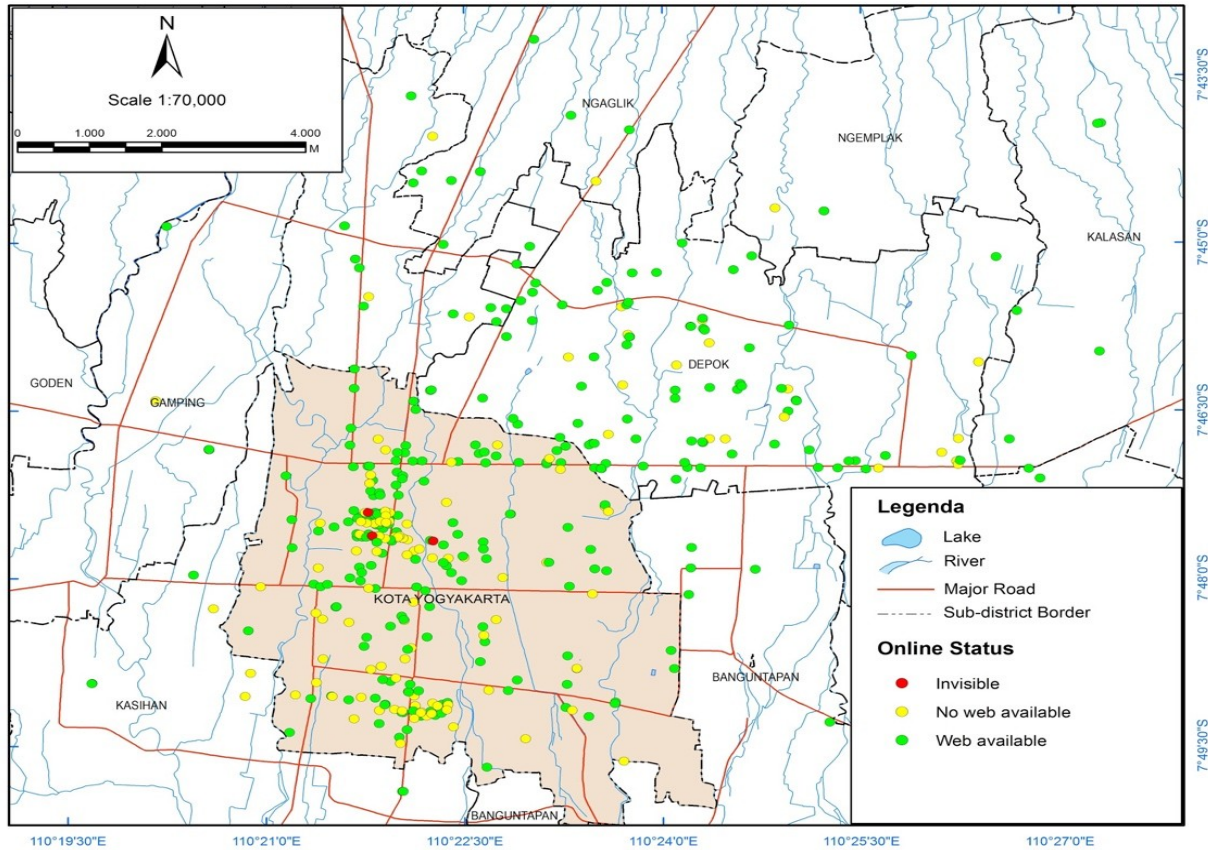 N
Scale 1:70,000
0 1.000 2.000 4.000
M
NGAGLIK
NGEMPLAK
KALASAN
DEPOK
GODEN
GAMPING
KOTA YOGYAKARTA
KASIHAN
BANGUNTAPAN
BANGUNTAPAN
Legenda
Lake
River
Major Road
Sub-district Border
Online Status
Invisible
No web available
Web available
7°43'30"S
7°45'0"S
7°46'30"S
7°48'0"S
7°49'30"S
110°19'30"E 110°21'0"E 110°22'30"E 110°24'0"E 110°25'30"E 110°27'0"E